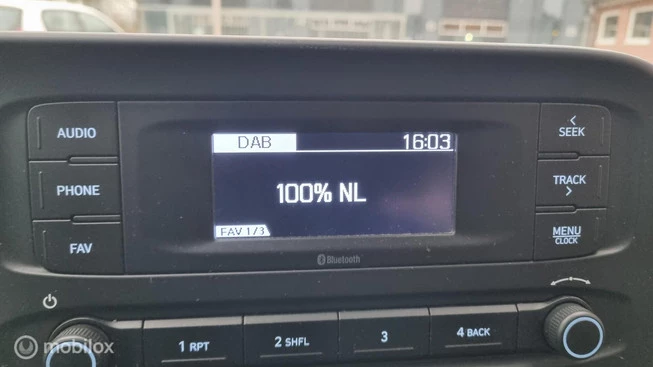 AUDIO
PHONE
FAV
DAB 16:03
100% NL
FAV 1/3
Bluetooth
< SEEK
TRACK >
MENU
CLOCK
1 RPT
2 SHFL
3
4 BACK
© mobilox